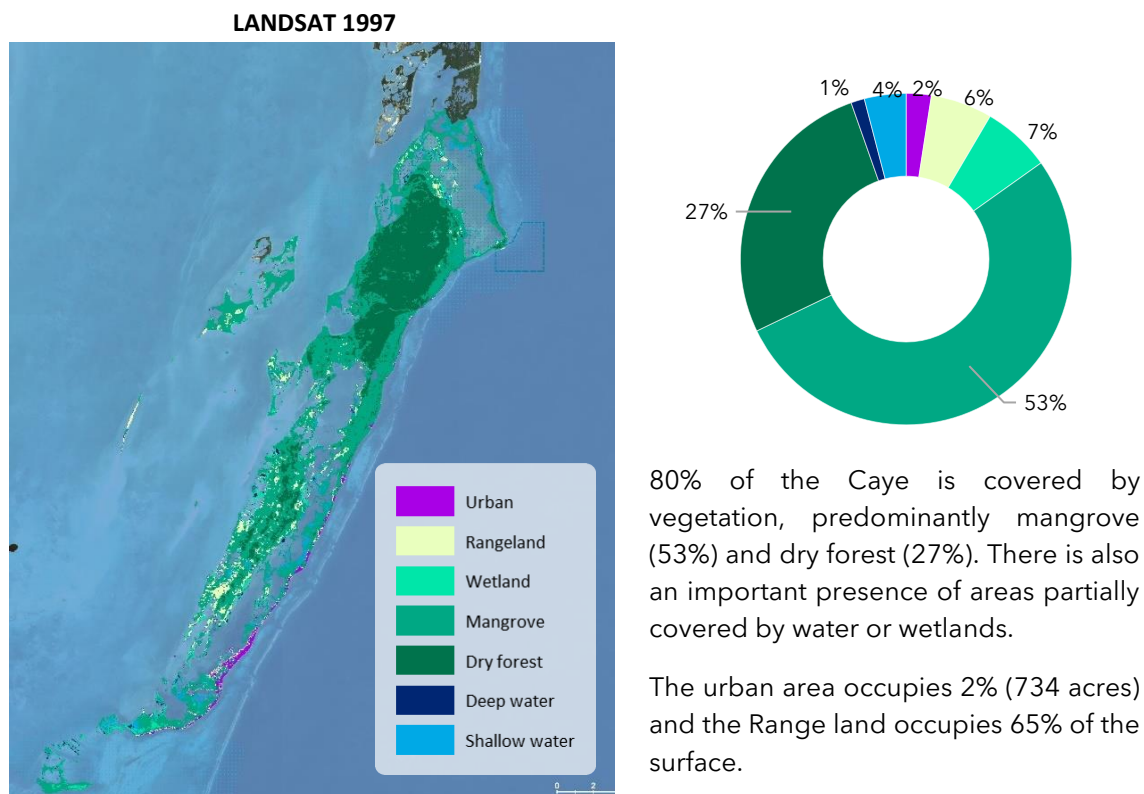 LANDSAT 1997
Urban
Rangeland
Wetland
Mangrove
Dry forest
Deep water
Shallow water
0 2
1%
4%
2%
6%
7%
27%
53%
80% of the Caye is covered by
vegetation, predominantly mangrove
(53%) and dry forest (27%). There is also
an important presence of areas partially
covered by water or wetlands.
The urban area occupies 2% (734 acres)
and the Range land occupies 65% of the
surface.